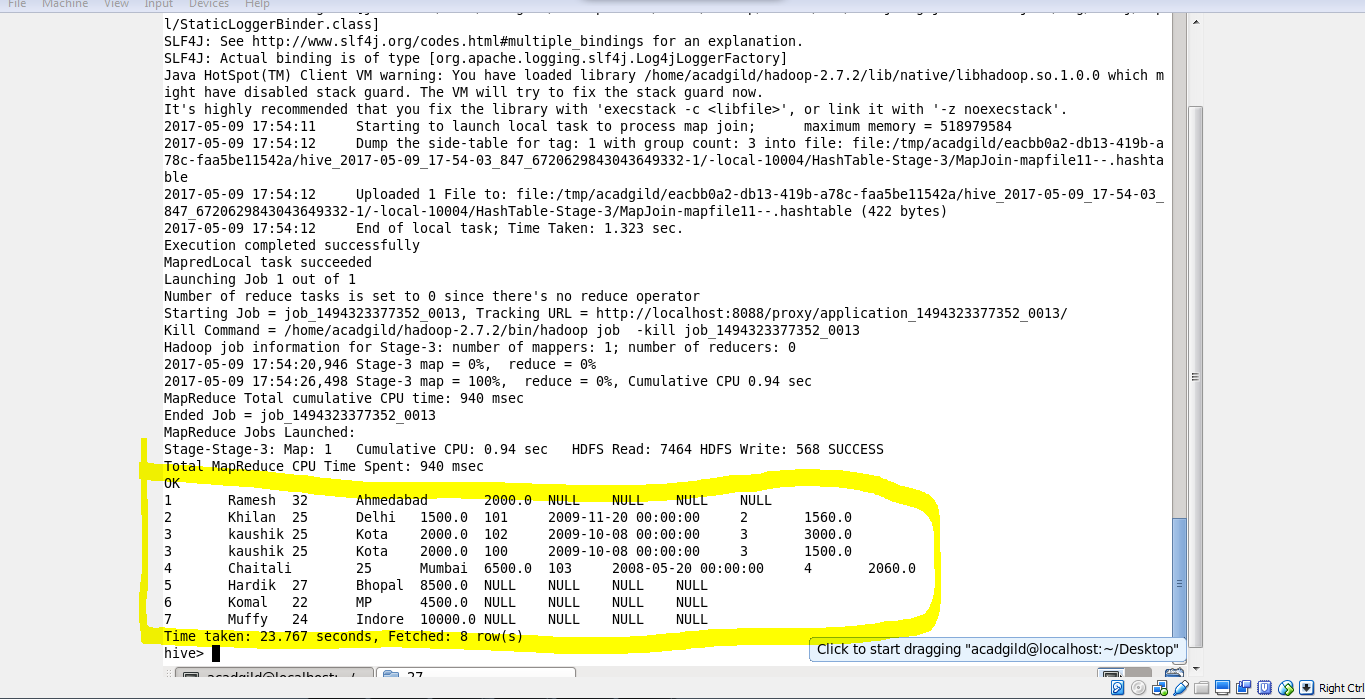 File Machine View Input Devices Help
l/StaticLoggerBinder.class]
SLF4J: See http://www.slf4j.org/codes.html#multiple_bindings for an explanation.
SLF4J: Actual binding is of type [org.apache.logging.slf4j.Log4jLoggerFactory]
Java HotSpot(TM) Client VM warning: You have loaded library /home/acadgild/hadoop-2.7.2/lib/native/libhadoop.so.1.0.0 which m
ight have disabled stack guard. The VM will try to fix the stack guard now.
It's highly recommended that you fix the library with 'execstack -c <libfile>', or link it with '-z noexecstack'.
2017-05-09 17:54:11     Starting to launch local task to process map join;      maximum memory = 518979584
2017-05-09 17:54:12     Dump the side-table for tag: 1 with group count: 3 into file: file:/tmp/acadgild/eacbb0a2-db13-419b-a
78c-faa5be11542a/hive_2017-05-09_17-54-03_847_6720629843043649332-1/-local-10004/HashTable-Stage-3/MapJoin-mapfile11--.hashta
ble
2017-05-09 17:54:12     Uploaded 1 File to: file:/tmp/acadgild/eacbb0a2-db13-419b-a78c-faa5be11542a/hive_2017-05-09_17-54-03_
847_6720629843043649332-1/-local-10004/HashTable-Stage-3/MapJoin-mapfile11--.hashtable (422 bytes)
2017-05-09 17:54:12     End of local task; Time Taken: 1.323 sec.
Execution completed successfully
MapredLocal task succeeded
Launching Job 1 out of 1
Number of reduce tasks is set to 0 since there's no reduce operator
Starting Job = job_1494323377352_0013, Tracking URL = http://localhost:8088/proxy/application_1494323377352_0013/
Kill Command = /home/acadgild/hadoop-2.7.2/bin/hadoop job  -kill job_1494323377352_0013
Hadoop job information for Stage-3: number of mappers: 1; number of reducers: 0
2017-05-09 17:54:20,946 Stage-3 map = 0%,  reduce = 0%
2017-05-09 17:54:26,498 Stage-3 map = 100%,  reduce = 0%, Cumulative CPU 0.94 sec
MapReduce Total cumulative CPU time: 940 msec
Ended Job = job_1494323377352_0013
MapReduce Jobs Launched:
Stage-Stage-3: Map: 1   Cumulative CPU: 0.94 sec   HDFS Read: 7464 HDFS Write: 568 SUCCESS
Total MapReduce CPU Time Spent: 940 msec
OK
1       Ramesh  32      Ahmedabad       2000.0  NULL    NULL    NULL    NULL
2       Khilan  25      Delhi   1500.0  101     2009-11-20 00:00:00     2       1560.0
3       kaushik 25      Kota    2000.0  102     2009-10-08 00:00:00     3       3000.0
3       kaushik 25      Kota    2000.0  100     2009-10-08 00:00:00     3       1500.0
4       Chaitali        25      Mumbai  6500.0  103     2008-05-20 00:00:00     4       2060.0
5       Hardik  27      Bhopal  8500.0  NULL    NULL    NULL    NULL
6       Komal   22      MP      4500.0  NULL    NULL    NULL    NULL
7       Muffy   24      Indore  10000.0 NULL    NULL    NULL    NULL
Time taken: 23.767 seconds, Fetched: 8 row(s)
hive>
Click to start dragging "acadgild@localhost:~/Desktop"
acadgild@localhost:~/
27
Right Ctrl